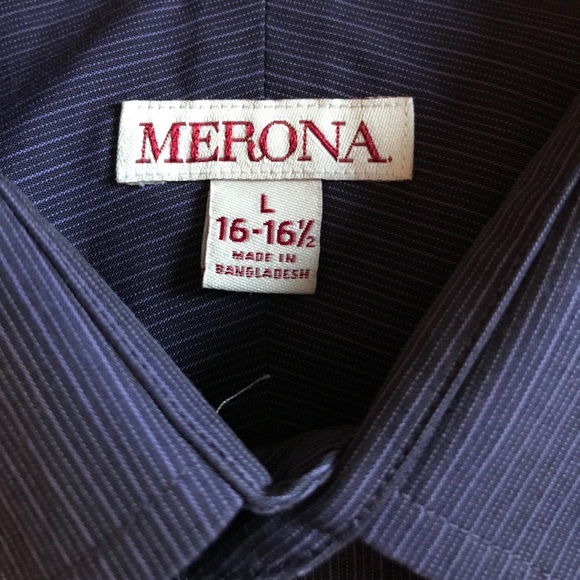 MERONA.
L
16-16½
MADE IN
BANGLADESH